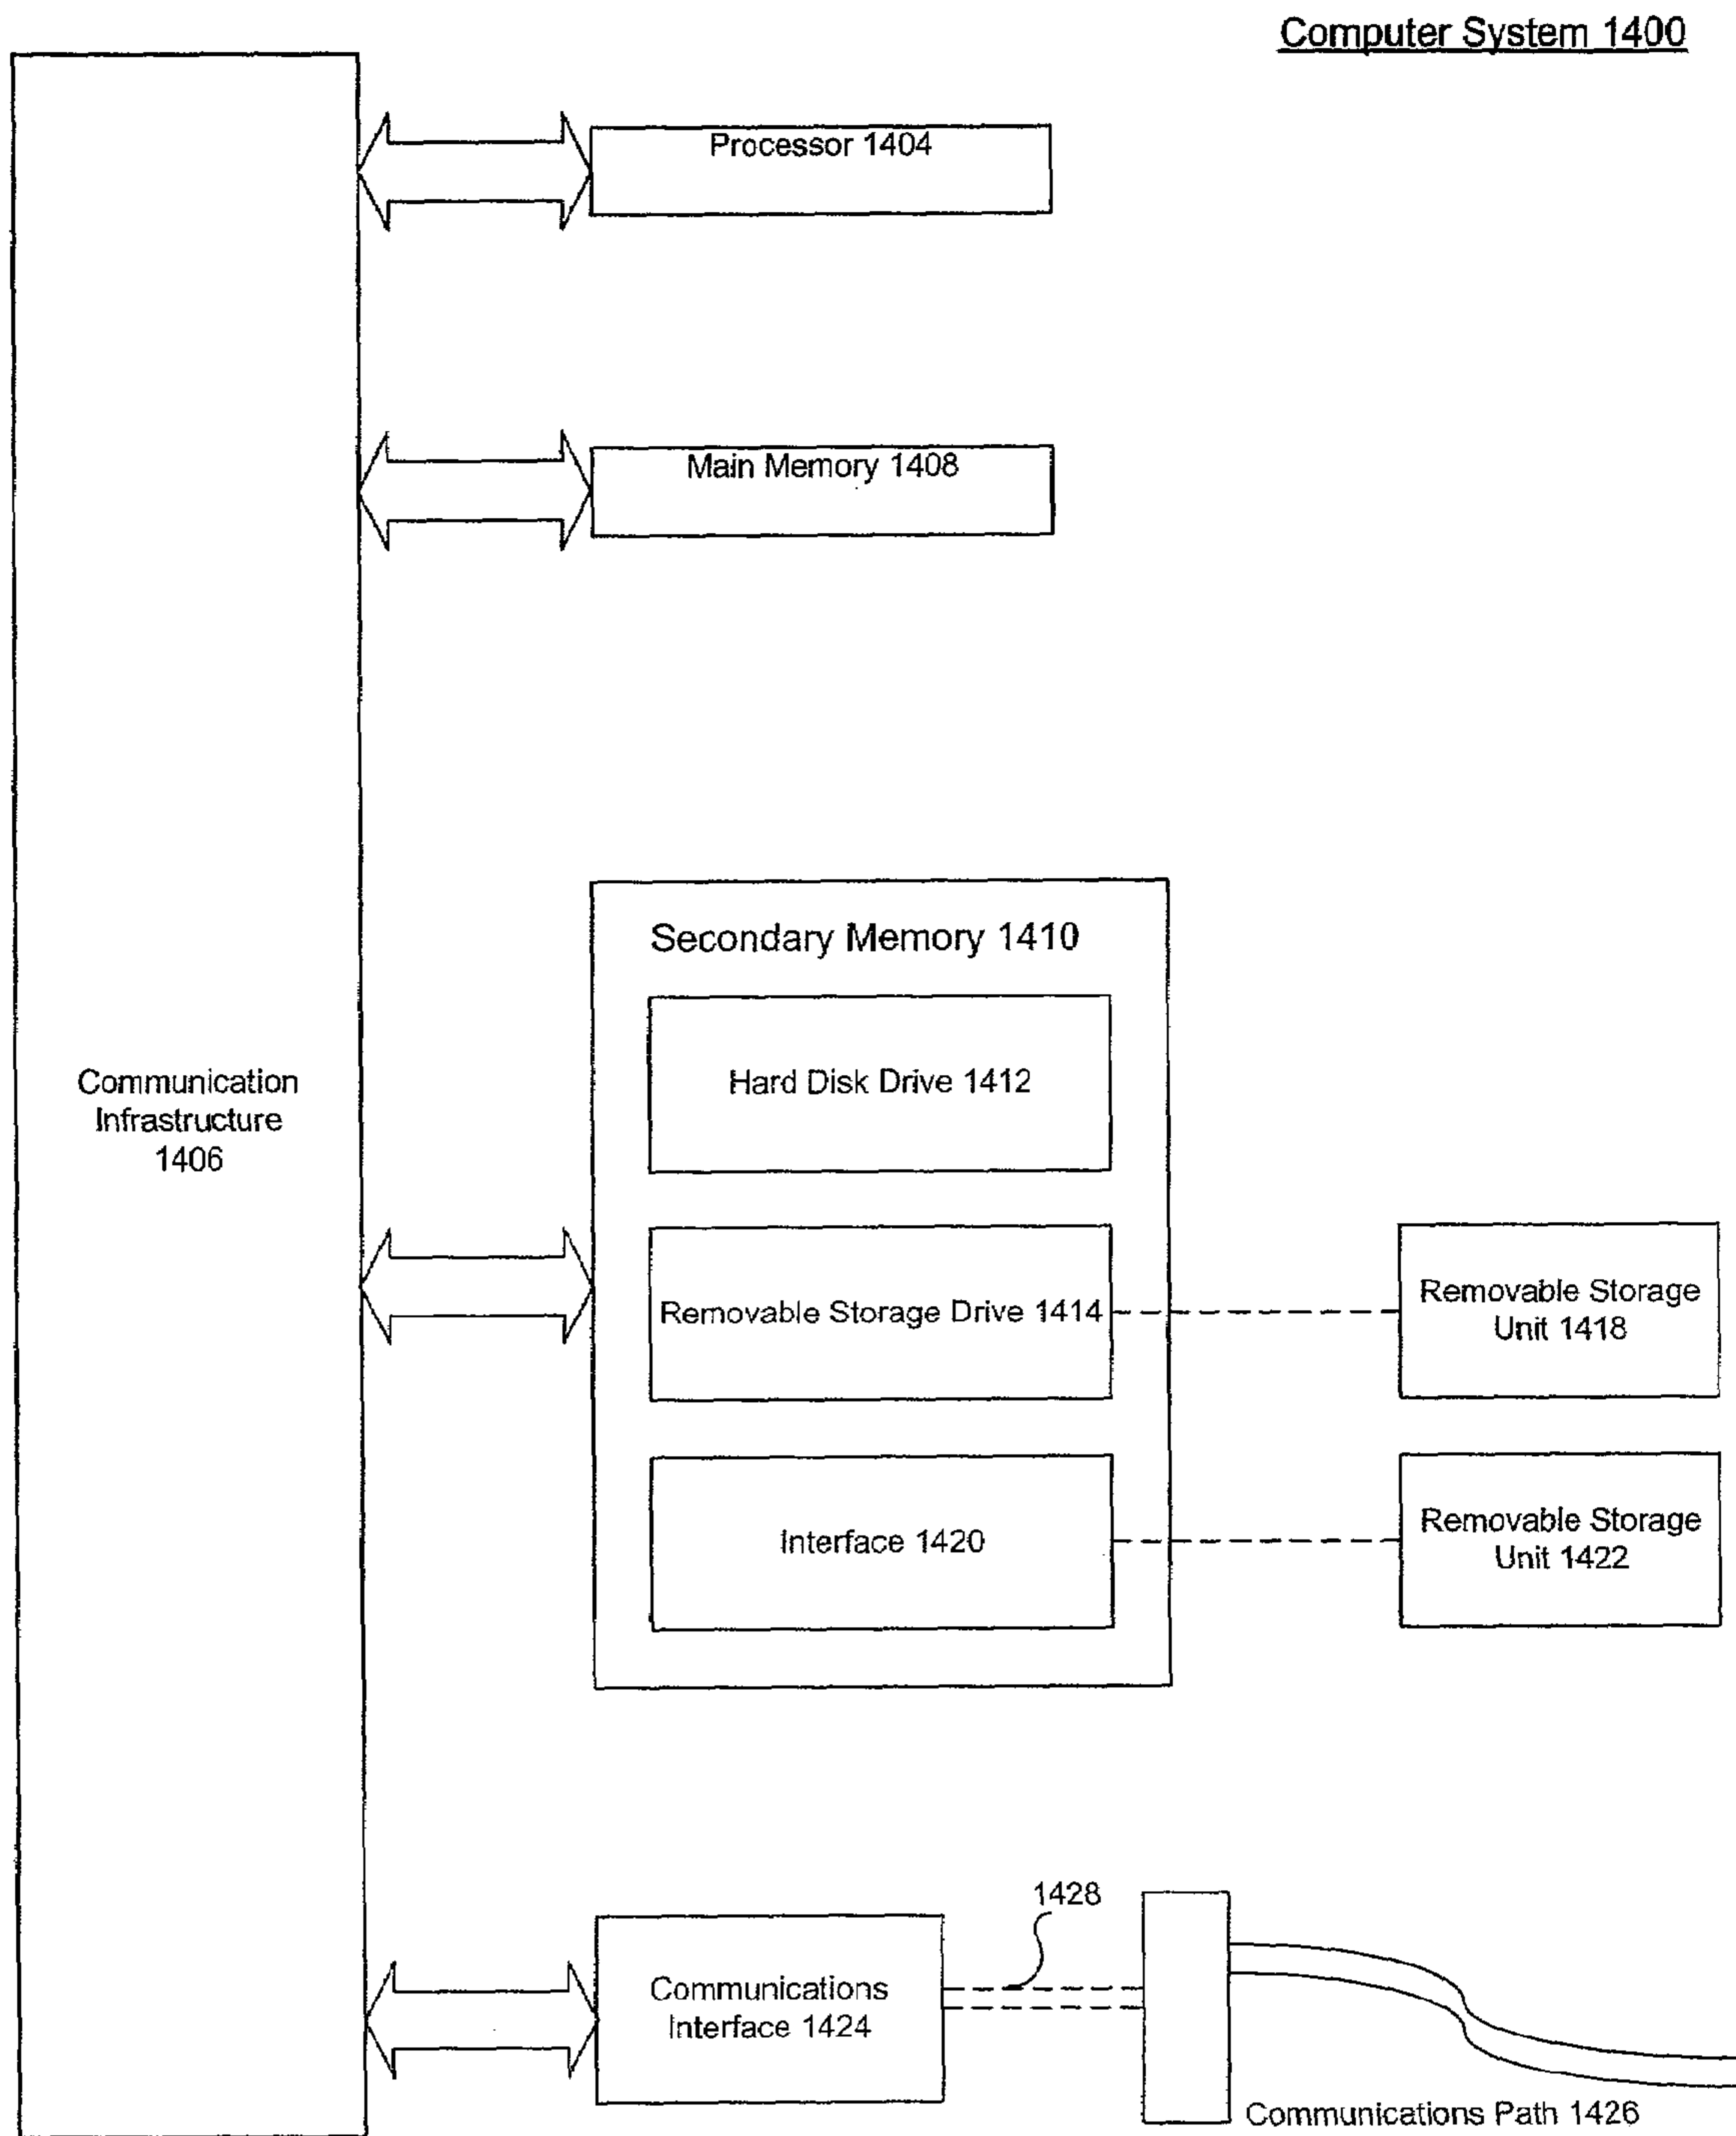 Computer System 1400
Processor 1404
Main Memory 1408
Secondary Memory 1410
Hard Disk Drive 1412
Communication
Infrastructure
1406
Removable Storage Drive 1414
Removable Storage
Unit 1418
Interface 1420
Removable Storage
Unit 1422
1428
Communications
Interface 1424
Communications Path 1426